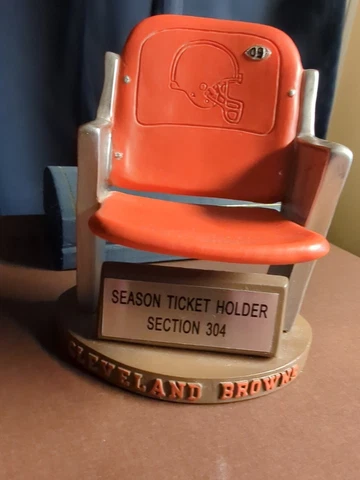 SEASON TICKET HOLDER
SECTION 304
CLEVELAND BROWNS